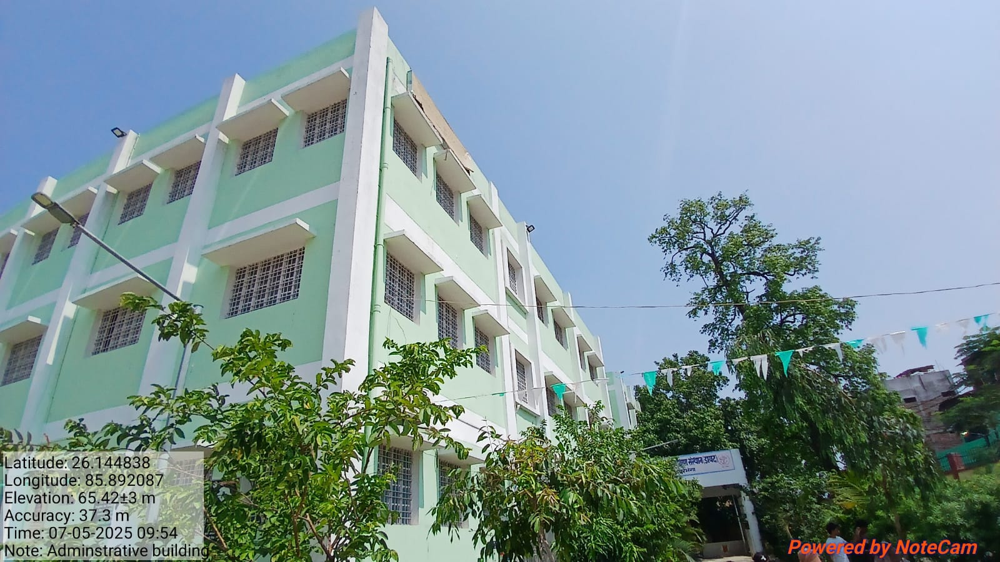 संस्थान (डायट)
Latitude: 26.144838
Longitude: 85.892087
Elevation: 65.42±3 m
Accuracy: 37.3 m
Time: 07-05-2025 09:54
Note: Adminstrative building
Powered by NoteCam